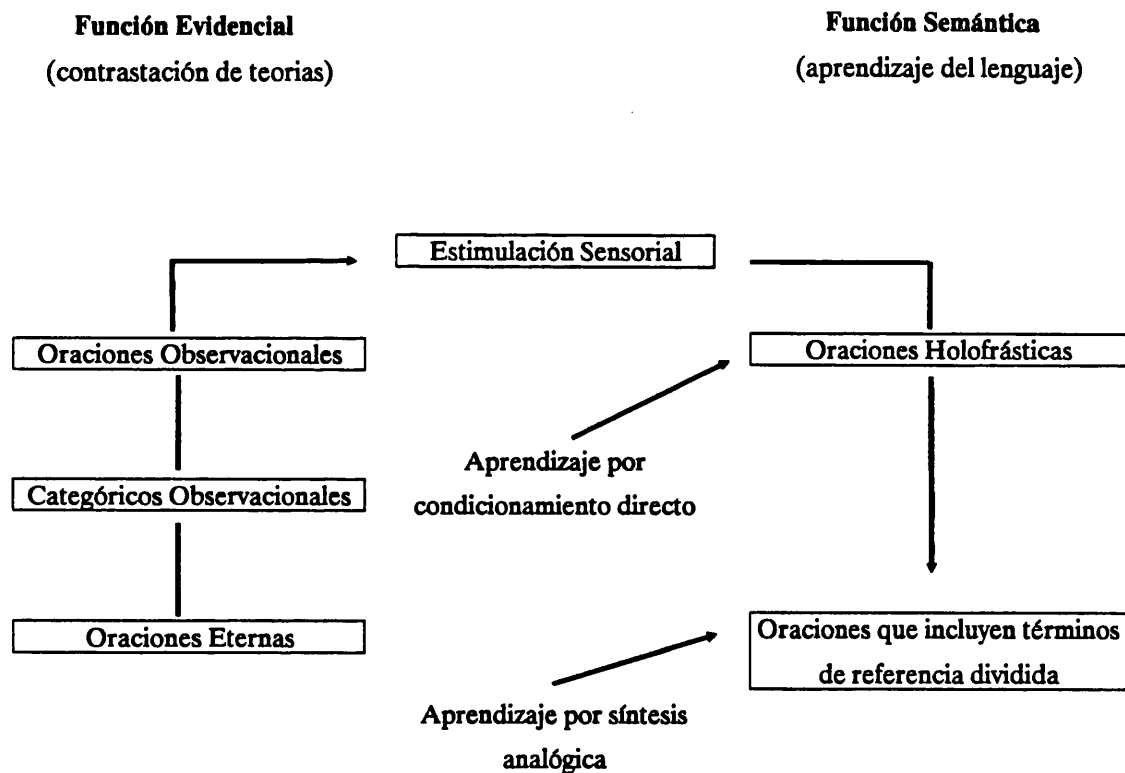 Función Evidencial
(contrastación de teorias)
Función Semántica
(aprendizaje del lenguaje)
Estimulación Sensorial
Oraciones Observacionales
Oraciones Holofrásticas
Aprendizaje por
condicionamiento directo
Categóricos Observacionales
Oraciones Eternas
Oraciones que incluyen términos
de referencia dividida
Aprendizaje por síntesis
analógica